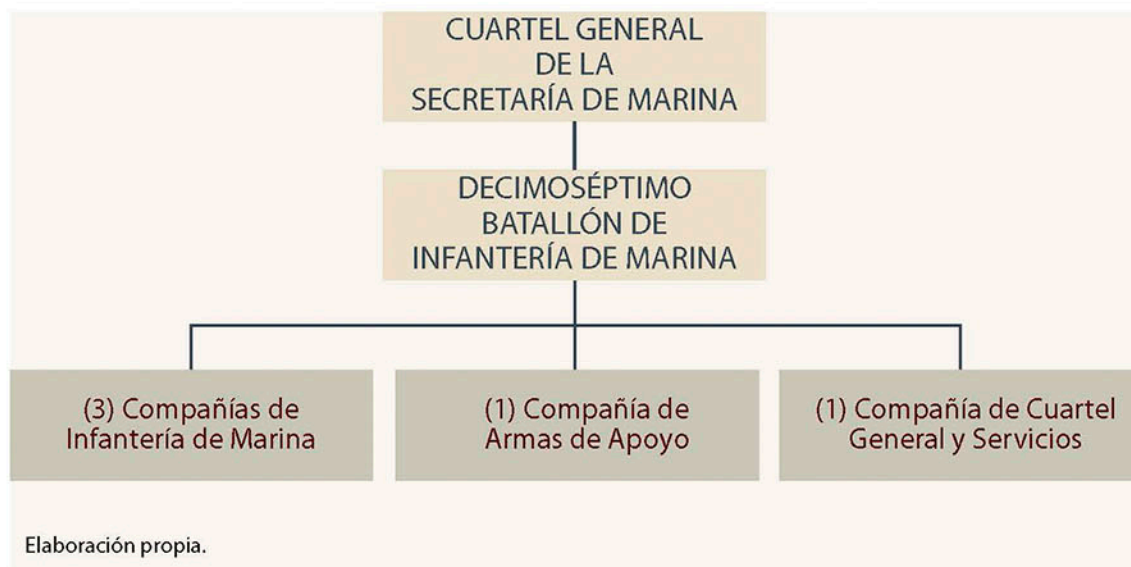 CUARTEL GENERAL
DE LA
SECRETARÍA DE MARINA
DECIMOSÉPTIMO
BATALLÓN DE
INFANTERÍA DE MARINA
(3) Compañías de
Infantería de Marina
(1) Compañía de
Armas de Apoyo
(1) Compañía de Cuartel
General y Servicios
Elaboración propia.